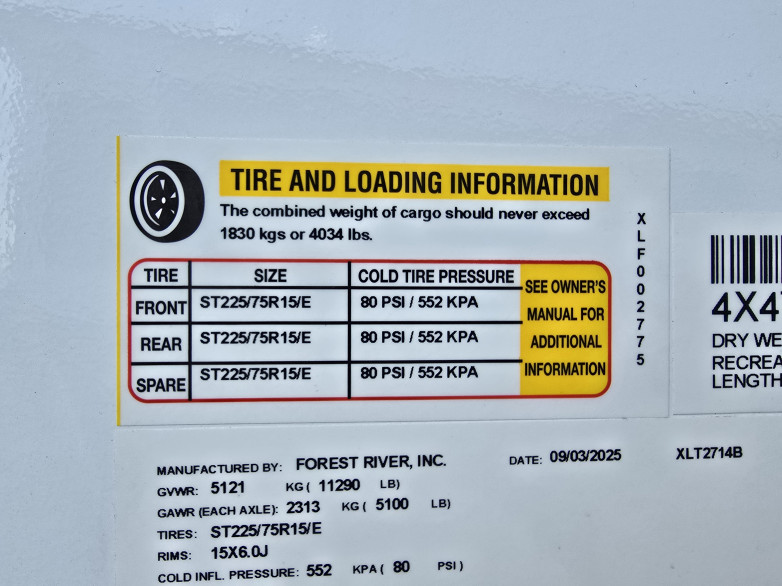 TIRE AND LOADING INFORMATION
The combined weight of cargo should never exceed
1830 kgs or 4034 lbs.
TIRE SIZE COLD TIRE PRESSURE
FRONT ST225/75R15/E 80 PSI / 552 KPA
REAR ST225/75R15/E 80 PSI / 552 KPA
SPARE ST225/75R15/E 80 PSI / 552 KPA
SEE OWNER'S
MANUAL FOR
ADDITIONAL
INFORMATION
XLF002775
DRY
LENGTH
MANUFACTURED BY: FOREST RIVER, INC. DATE: 09/03/2025 XLT2714B
GVWR: 5121 KG ( 11290 LB)
GAWR (EACH AXLE): 2313 KG ( 5100 LB)
TIRES: ST225/75R15/E
RIMS: 15X6.0J
COLD INFL. PRESSURE: 552 KPA ( 80 PSI )